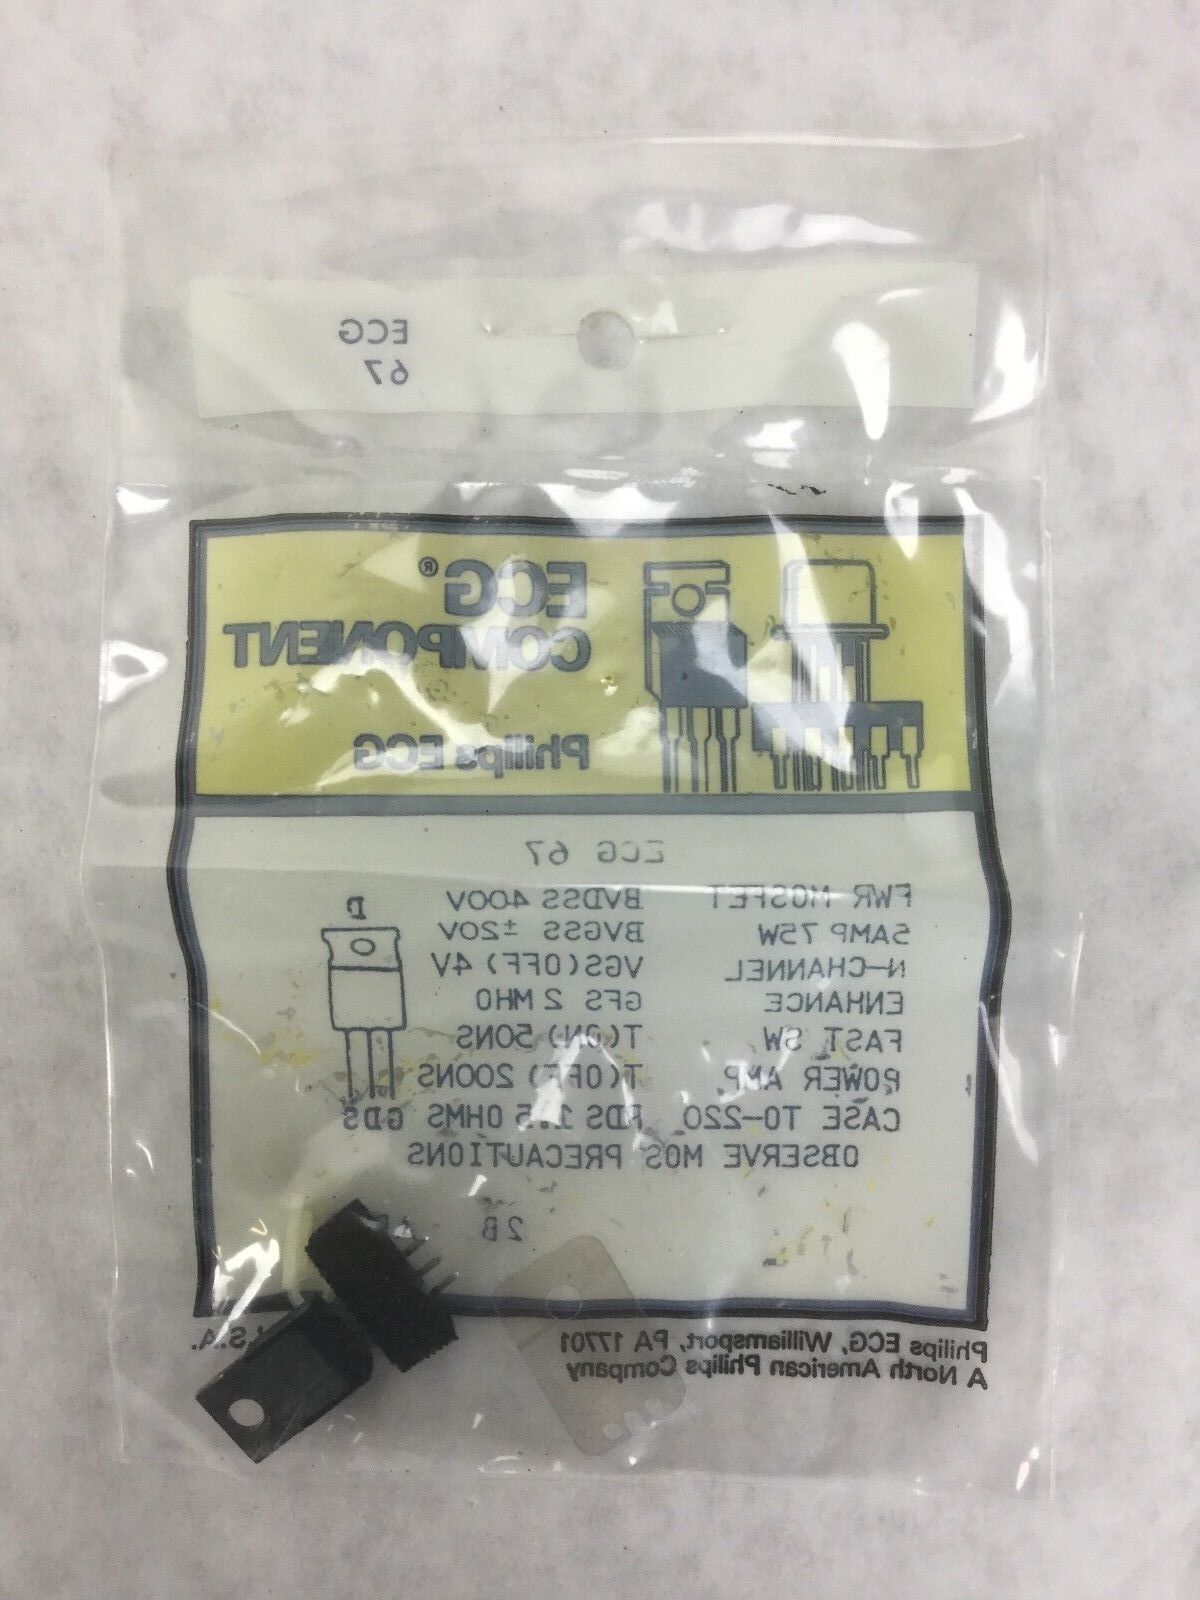 ECG
67
ECG®
COMPONENT
Philips ECG
ECG 67
PWR MOSFET BVDSS 400V D
5AMP 75W BVGSS ±20V
N-CHANNEL VGS(OFF) 4V
ENHANCE GFS 2 MHO
FAST SW T(ON) 50NS
POWER AMP T(OFF) 200NS
CASE TO-220 RDS 1.5 OHMS GDS
OBSERVE MOS PRECAUTIONS
2B
Philips ECG, Williamsport, PA 17701 U.S.A.
A North American Philips Company